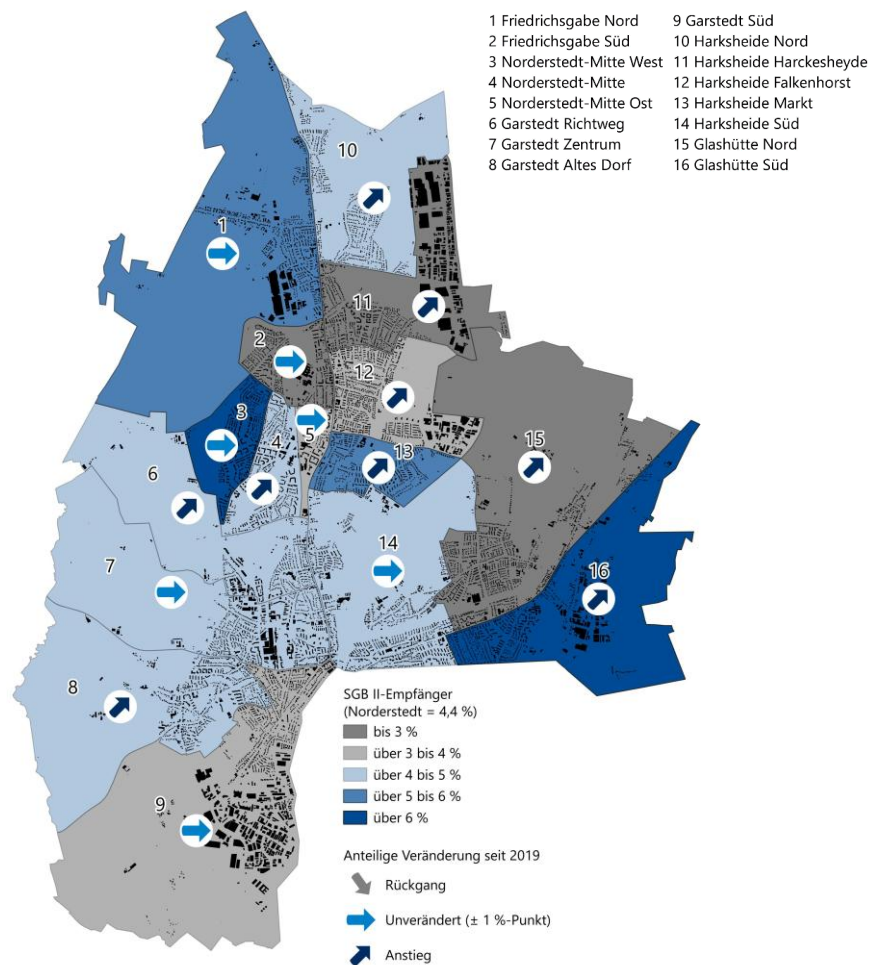 1 Friedrichsgabe Nord
2 Friedrichsgabe Süd
3 Norderstedt-Mitte West
4 Norderstedt-Mitte
5 Norderstedt-Mitte Ost
6 Garstedt Richtweg
7 Garstedt Zentrum
8 Garstedt Altes Dorf
9 Garstedt Süd
10 Harksheide Nord
11 Harksheide Harckesheyde
12 Harksheide Falkenhorst
13 Harksheide Markt
14 Harksheide Süd
15 Glashütte Nord
16 Glashütte Süd
10
1
11
2
12
3
4
5
13
15
6
14
7
16
8
9
SGB II-Empfänger
(Norderstedt = 4,4 %)
bis 3 %
über 3 bis 4 %
über 4 bis 5 %
über 5 bis 6 %
über 6 %
Anteilige Veränderung seit 2019
Rückgang
Unverändert (± 1 %-Punkt)
Anstieg